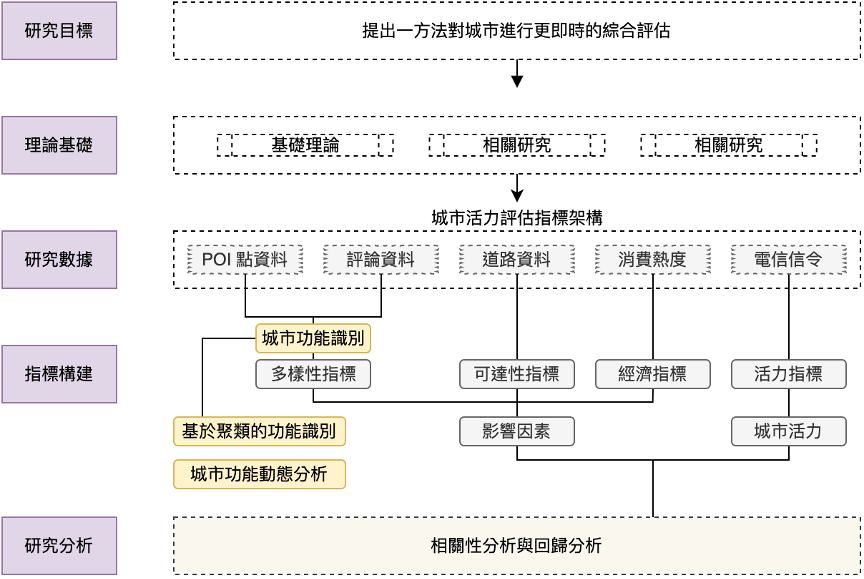 研究目標
提出一方法對城市進行更即時的綜合評估
理論基礎
基礎理論
相關研究
相關研究
城市活力評估指標架構
研究數據
POI 點資料
評論資料
道路資料
消費熱度
電信信令
城市功能識別
指標構建
多樣性指標
可達性指標
經濟指標
活力指標
基於聚類的功能識別
影響因素
城市活力
城市功能動態分析
研究分析
相關性分析與回歸分析